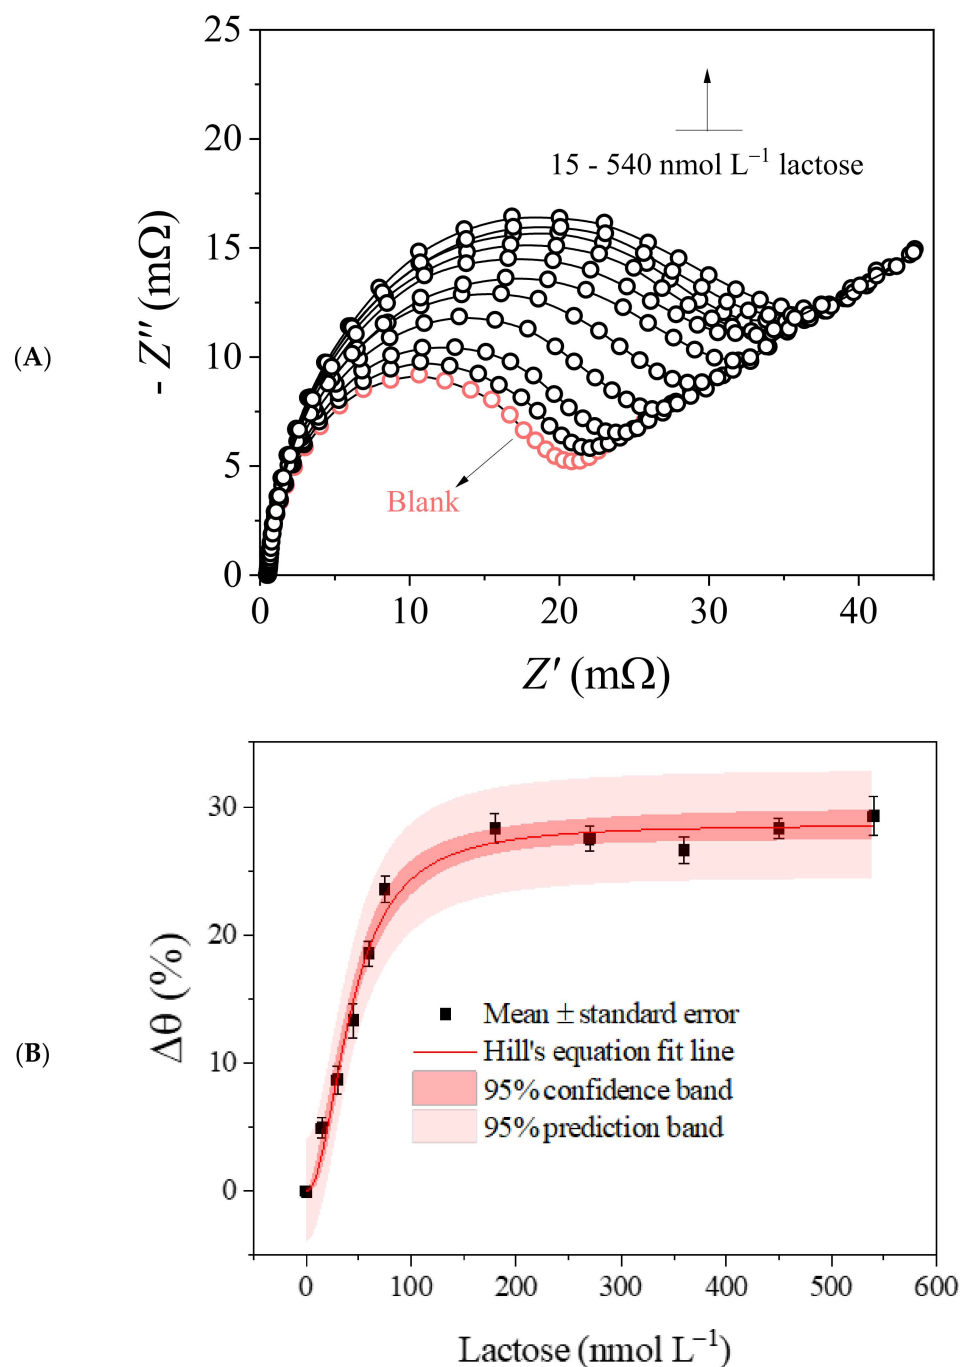 25
20
15
10
5
0
0
10
20
30
40
- Z″ (mΩ)
Z′ (mΩ)
15 - 540 nmol L⁻¹ lactose
Blank
(A)
30
20
10
0
0
100
200
300
400
500
600
Δθ (%)
Mean ± standard error
Hill's equation fit line
95% confidence band
95% prediction band
(B)
Lactose (nmol L⁻¹)